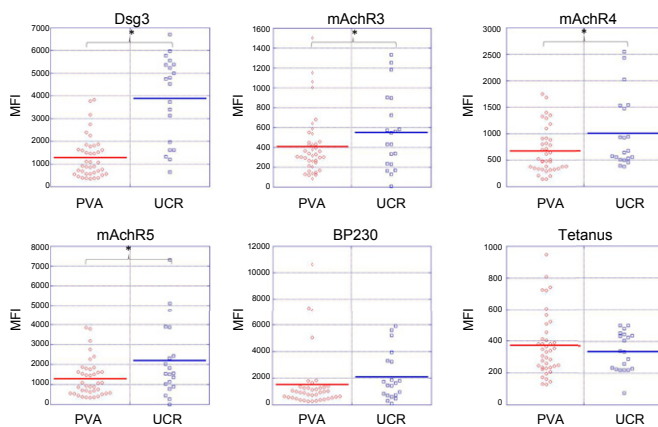 Dsg3
7000
6000
5000
4000
3000
2000
1000
0
MFI
*
PVA UCR
mAchR3
1600
1400
1200
1000
800
600
400
200
0
MFI
*
PVA UCR
mAchR4
3000
2500
2000
1500
1000
500
0
MFI
*
PVA UCR
mAchR5
8000
7000
6000
5000
4000
3000
2000
1000
0
MFI
*
PVA UCR
BP230
12000
10000
8000
6000
4000
2000
0
MFI
PVA UCR
Tetanus
1000
800
600
400
200
0
MFI
PVA UCR